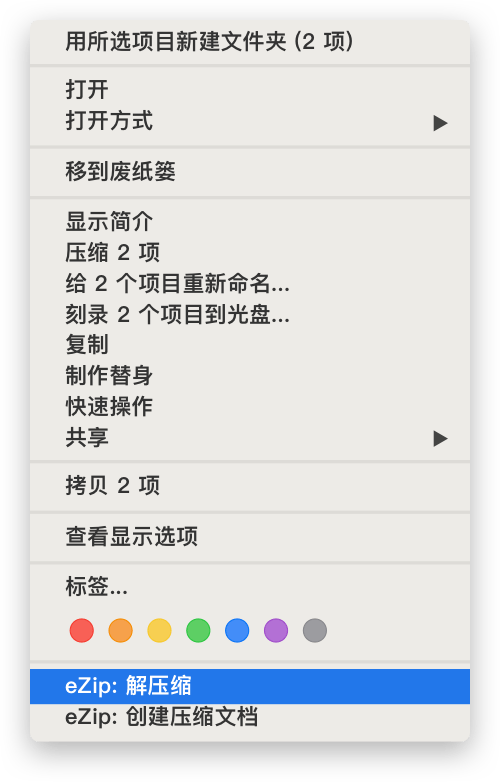 用所选项目新建文件夹 (2 项)
打开
打开方式
移到废纸篓
显示简介
压缩 2 项
给 2 个项目重新命名...
刻录 2 个项目到光盘...
复制
制作替身
快速操作
共享
拷贝 2 项
查看显示选项
标签...
eZip: 解压缩
eZip: 创建压缩文档